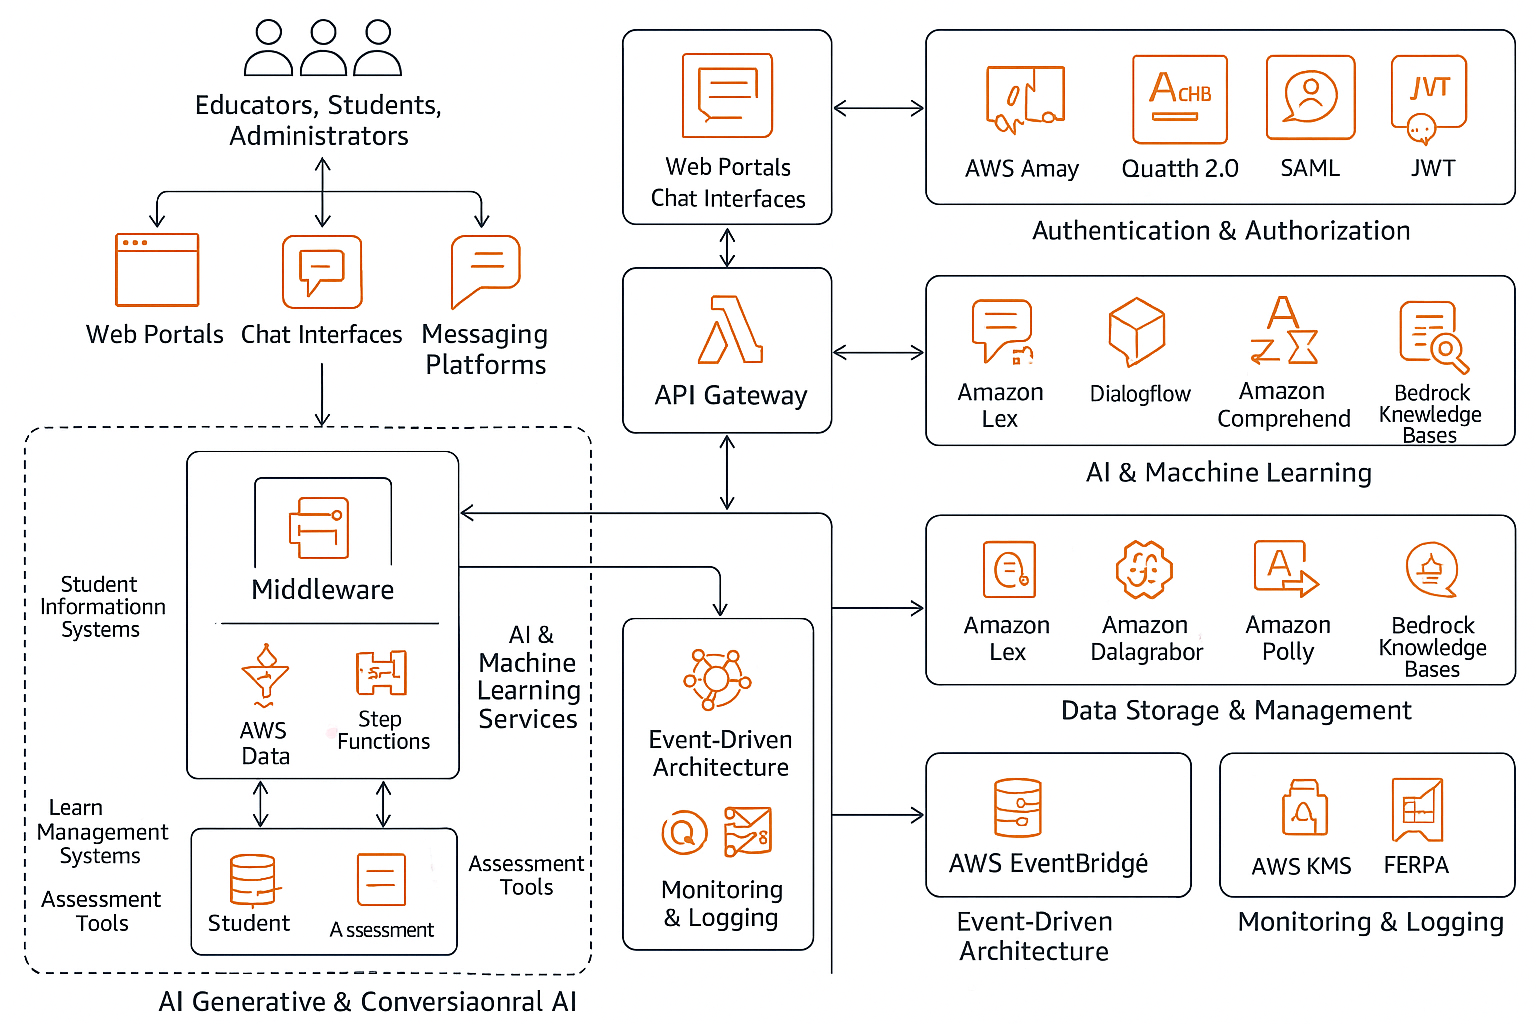 Educators, Students,
Administrators
Web Portals
Chat Interfaces
Messaging
Platforms
Student
Informationn
Systems
Learn
Management
Systems
Assessment
Tools
Middleware
AWS
Data
Step
Functions
AI &
Machine
Learning
Services
Student
Assessment
Assessment
Tools
AI Generative & Conversiaonral AI
Web Portals
Chat Interfaces
API Gateway
Event-Driven
Architecture
Q
Monitoring
& Logging
ACHB
JVT
AWS Amay
Quatth 2.0
SAML
JWT
Authentication & Authorization
A
Amazon
Lex
Dialogflow
Amazon
Comprehend
Bedrock
Knewledge
Bases
AI & Macchine Learning
A
Amazon
Lex
Amazon
Dalagrabor
Amazon
Polly
Bedrock
Knowledge
Bases
Data Storage & Management
AWS EventBridgé
Event-Driven
Architecture
AWS KMS
FERPA
Monitoring & Logging